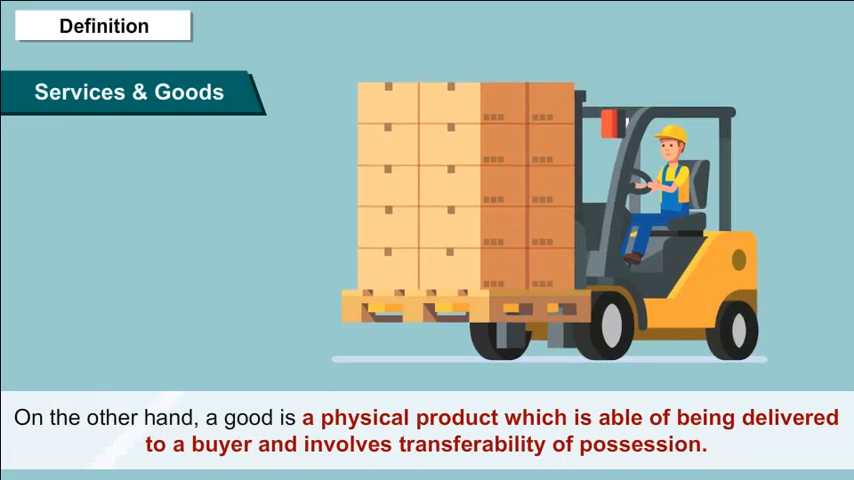 Definition
Services & Goods
On the other hand, a good is a physical product which is able of being delivered
to a buyer and involves transferability of possession.